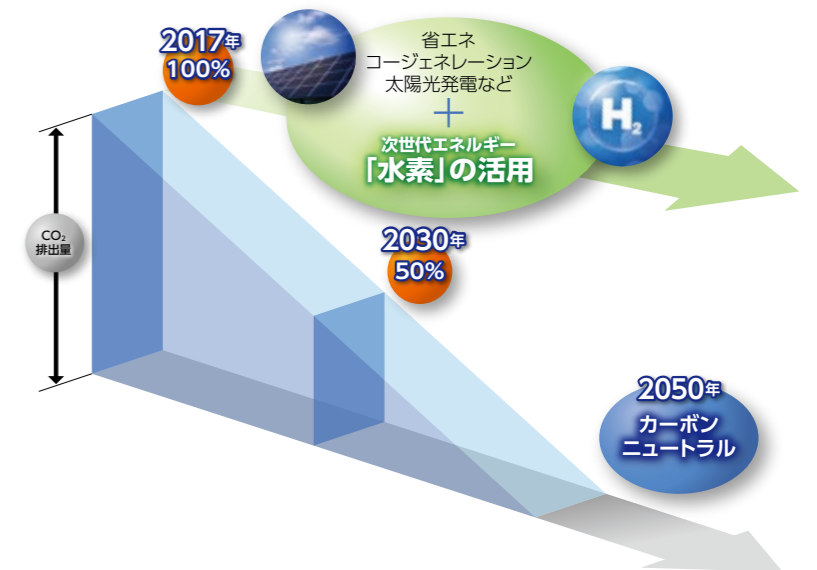 2017年
100%
省エネ
コージェネレーション
太陽光発電など
+
次世代エネルギー
「水素」の活用
H₂
CO₂
排出量
2030年
50%
2050年
カーボン
ニュートラル